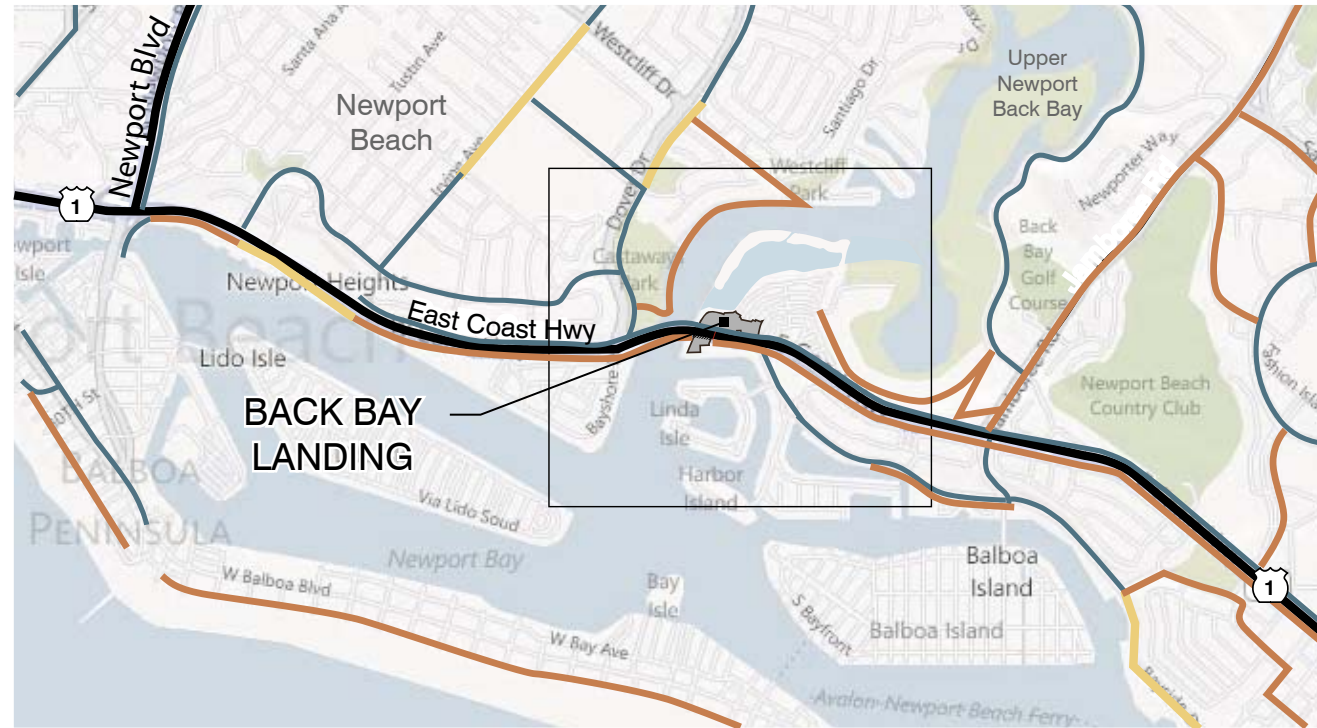 Newport Blvd
Santa Ana A
Tustin Ave
Irvine Ave
Westcliff Dr
Santiago Dr
Upper
Newport
Back Bay
Newport
Beach
Newporter Way
Westcliff
Park
Dover Dr
1
Back
Bay
Golf
Course
Castaways
Park
Newport Heights
East Coast Hwy
Lido Isle
Bayshore
BACK BAY
LANDING
Linda
Isle
Harbor
Island
Newport Beach
Country Club
Fashion Isla
BALBOA
PENINSULA
Via Lido Soud
Newport Bay
W Balboa Blvd
Bay
Isle
W Bay Ave
S Bayfront
Balboa
Island
Balboa Island
1
Avalon-Newport Beach Ferry